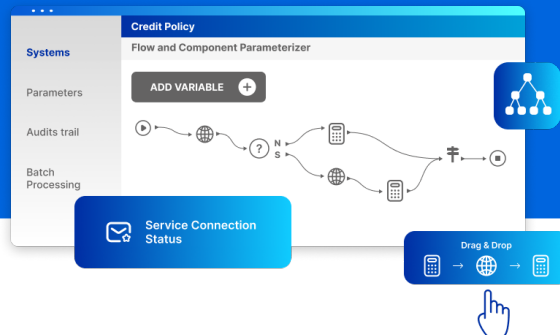 Credit Policy
Systems
Flow and Component Parameterizer
Parameters
ADD VARIABLE
Audits trail
?
N
S
Batch
Processing
Service Connection
Status
Drag & Drop